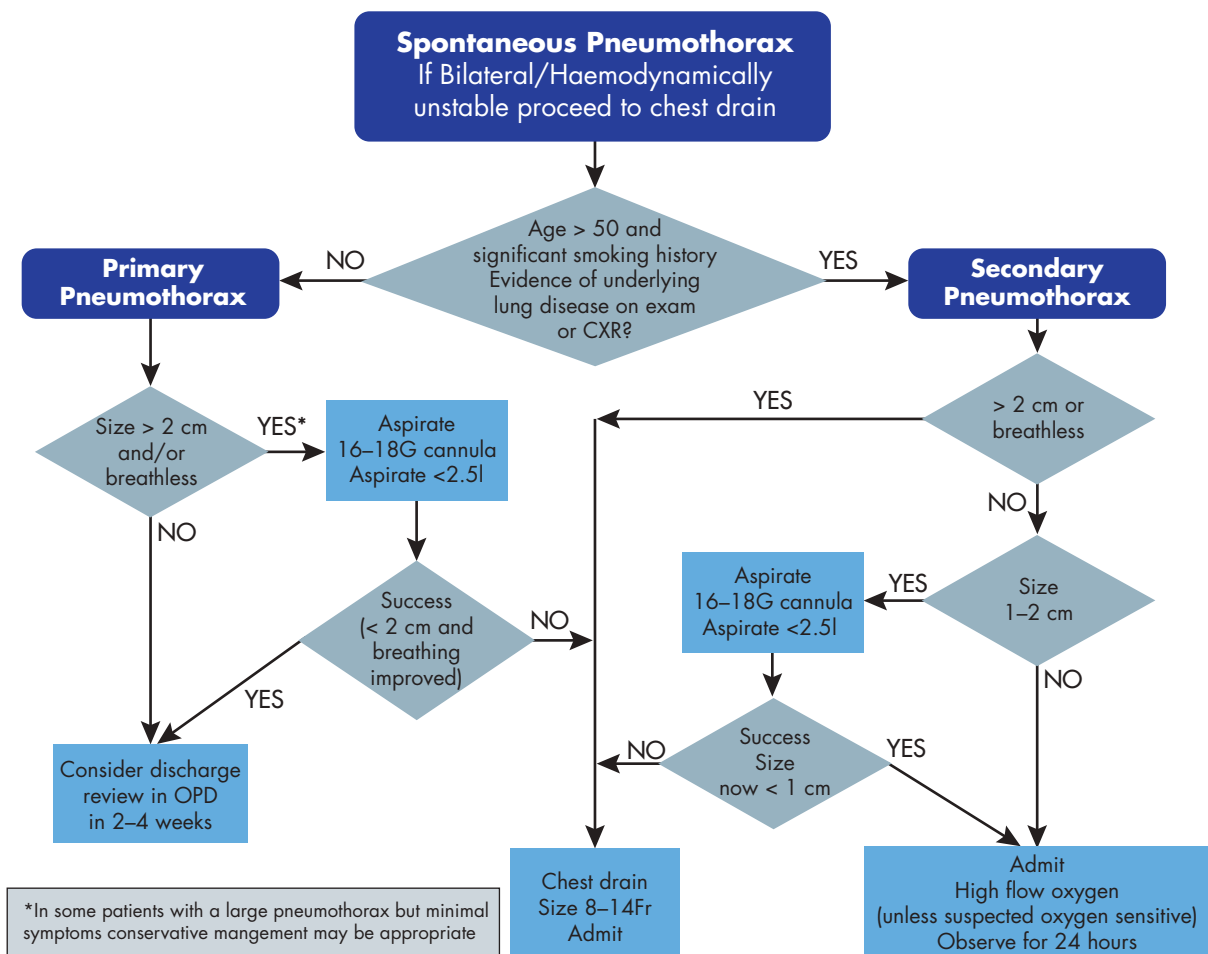 Spontaneous Pneumothorax
If Bilateral/Haemodynamically
unstable proceed to chest drain
Age > 50 and
significant smoking history
Evidence of underlying
lung disease on exam
or CXR?
NO
YES
Primary
Pneumothorax
Secondary
Pneumothorax
Size > 2 cm
and/or
breathless
YES*
NO
Aspirate
16–18G cannula
Aspirate <2.5l
Success
(< 2 cm and
breathing
improved)
NO
YES
Consider discharge
review in OPD
in 2–4 weeks
> 2 cm or
breathless
YES
NO
Size
1–2 cm
YES
NO
Aspirate
16–18G cannula
Aspirate <2.5l
Success
Size
now < 1 cm
NO
YES
Chest drain
Size 8–14Fr
Admit
Admit
High flow oxygen
(unless suspected oxygen sensitive)
Observe for 24 hours
*In some patients with a large pneumothorax but minimal
symptoms conservative mangement may be appropriate